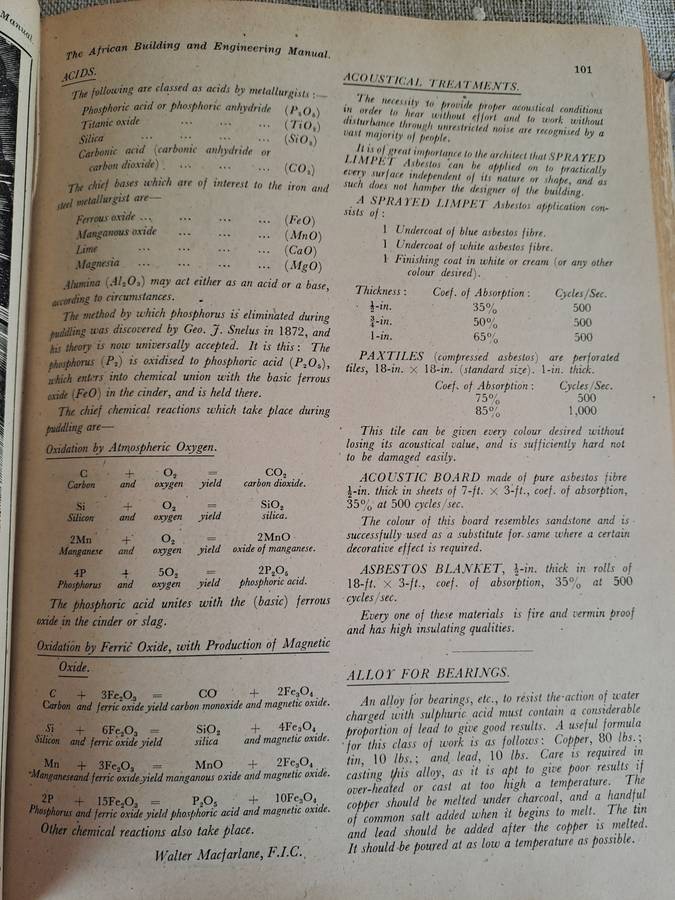 Manual.
The African Building and Engineering Manual.
101
ACIDS.
The following are classed as acids by metallurgists :—
Phosphoric acid or phosphoric anhydride (P₂O₅)
Titanic oxide ... ... ... (TiO₂)
Silica ... ... ... ... (SiO₂)
Carbonic acid (carbonic anhydride or
carbon dioxide) . ... ... ... (CO₂)
The chief bases which are of interest to the iron and
steel metallurgist are—
Ferrous oxide ... ... ... ... (FeO)
Manganous oxide ... ... ... (MnO)
Lime ... ... ... ... (CaO)
Magnesia ... ... ... ... (MgO)
Alumina (Al₂O₃) may act either as an acid or a base,
according to circumstances.
The method by which phosphorus is eliminated during
puddling was discovered by Geo. J. Snelus in 1872, and
his theory is now universally accepted. It is this : The
phosphorus (P₂) is oxidised to phosphoric acid (P₂O₅),
which enters into chemical union with the basic ferrous
oxide (FeO) in the cinder, and is held there.
The chief chemical reactions which take place during
puddling are—
Oxidation by Atmospheric Oxygen.
C + O₂ = CO₂
Carbon and oxygen yield carbon dioxide.
Si + O₂ = SiO₂
Silicon and oxygen yield silica.
2Mn + O₂ = 2MnO
Manganese and oxygen yield oxide of manganese.
4P + 5O₂ = 2P₂O₅
Phosphorus and oxygen yield phosphoric acid.
The phosphoric acid unites with the (basic) ferrous
oxide in the cinder or slag.
Oxidation by Ferric Oxide, with Production of Magnetic
Oxide.
C + 3Fe₂O₃ = CO + 2Fe₃O₄
Carbon and ferric oxide yield carbon monoxide and magnetic oxide.
Si + 6Fe₂O₃ = SiO₂ + 4Fe₃O₄
Silicon and ferric oxide yield silica and magnetic oxide.
Mn + 3Fe₂O₃ = MnO + 2Fe₃O₄
Manganese and ferric oxide yield manganous oxide and magnetic oxide.
2P + 15Fe₂O₃ = P₂O₅ + 10Fe₃O₄
Phosphorus and ferric oxide yield phosphoric acid and magnetic oxide.
Other chemical reactions also take place.
Walter Macfarlane, F.I.C.
ACOUSTICAL TREATMENTS.
The necessity to provide proper acoustical conditions
in order to hear without effort and to work without
disturbance through unrestricted noise are recognised by a
vast majority of people.
It is of great importance to the architect that SPRAYED
LIMPET Asbestos can be applied on to practically
every surface independent of its nature or shape, and as
such does not hamper the designer of the building.
A SPRAYED LIMPET Asbestos application con-
sists of :
1 Undercoat of blue asbestos fibre.
1 Undercoat of white asbestos fibre.
1 Finishing coat in white or cream (or any other
colour desired).
Thickness : Coef. of Absorption : Cycles/Sec.
½-in. 35% 500
¾-in. 50% 500
1-in. 65% 500
PAXTILES (compressed asbestos) are perforated
tiles, 18-in. × 18-in. (standard size). 1-in. thick.
Coef. of Absorption : Cycles/Sec.
75% 500
85% 1,000
This tile can be given every colour desired without
losing its acoustical value, and is sufficiently hard not
to be damaged easily.
ACOUSTIC BOARD made of pure asbestos fibre
½-in. thick in sheets of 7-ft. × 3-ft., coef. of absorption,
35% at 500 cycles/sec.
The colour of this board resembles sandstone and is
successfully used as a substitute for same where a certain
decorative effect is required.
ASBESTOS BLANKET, ½-in. thick in rolls of
18-ft. × 3-ft., coef. of absorption, 35% at 500
cycles/sec.
Every one of these materials is fire and vermin proof
and has high insulating qualities.
ALLOY FOR BEARINGS.
An alloy for bearings, etc., to resist the action of water
charged with sulphuric acid must contain a considerable
proportion of lead to give good results. A useful formula
for this class of work is as follows : Copper, 80 lbs. ;
tin, 10 lbs. ; and lead, 10 lbs. Care is required in
casting this alloy, as it is apt to give poor results if
over-heated or cast at too high a temperature. The
copper should be melted under charcoal, and a handful
of common salt added when it begins to melt. The tin
and lead should be added after the copper is melted.
It should be poured at as low a temperature as possible.